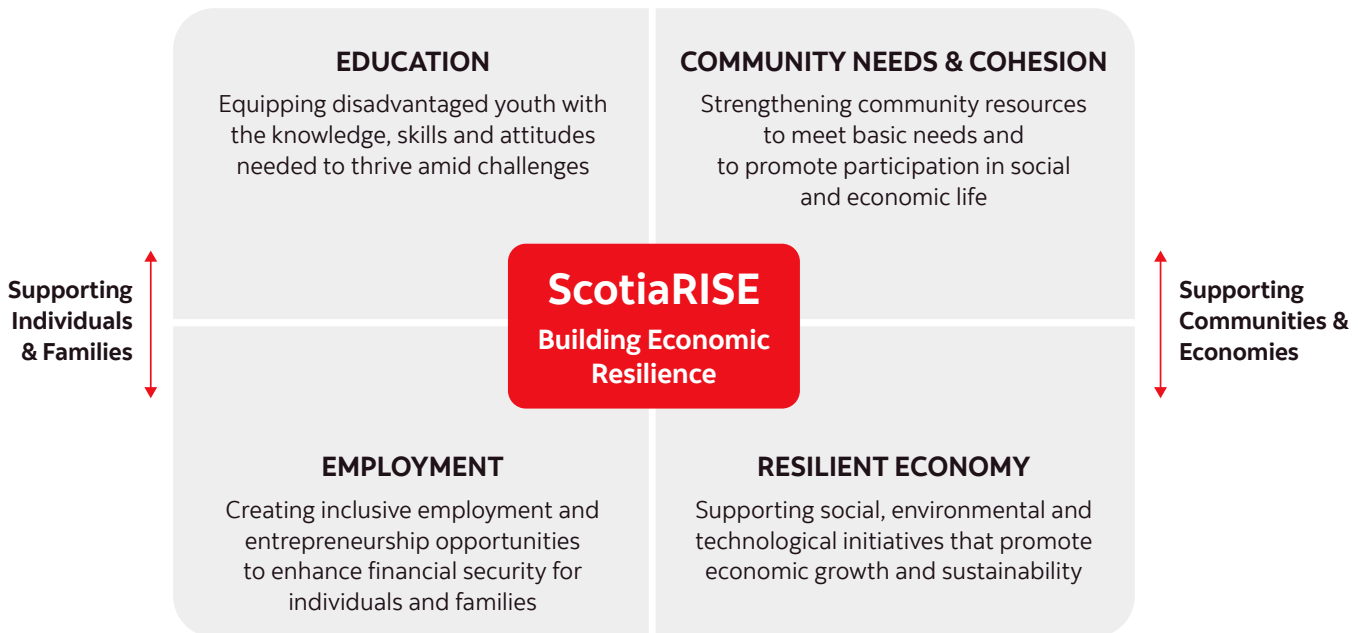 EDUCATION
Equipping disadvantaged youth with
the knowledge, skills and attitudes
needed to thrive amid challenges
COMMUNITY NEEDS & COHESION
Strengthening community resources
to meet basic needs and
to promote participation in social
and economic life
Supporting
Individuals
& Families
ScotiaRISE
Building Economic
Resilience
Supporting
Communities &
Economies
EMPLOYMENT
Creating inclusive employment and
entrepreneurship opportunities
to enhance financial security for
individuals and families
RESILIENT ECONOMY
Supporting social, environmental and
technological initiatives that promote
economic growth and sustainability